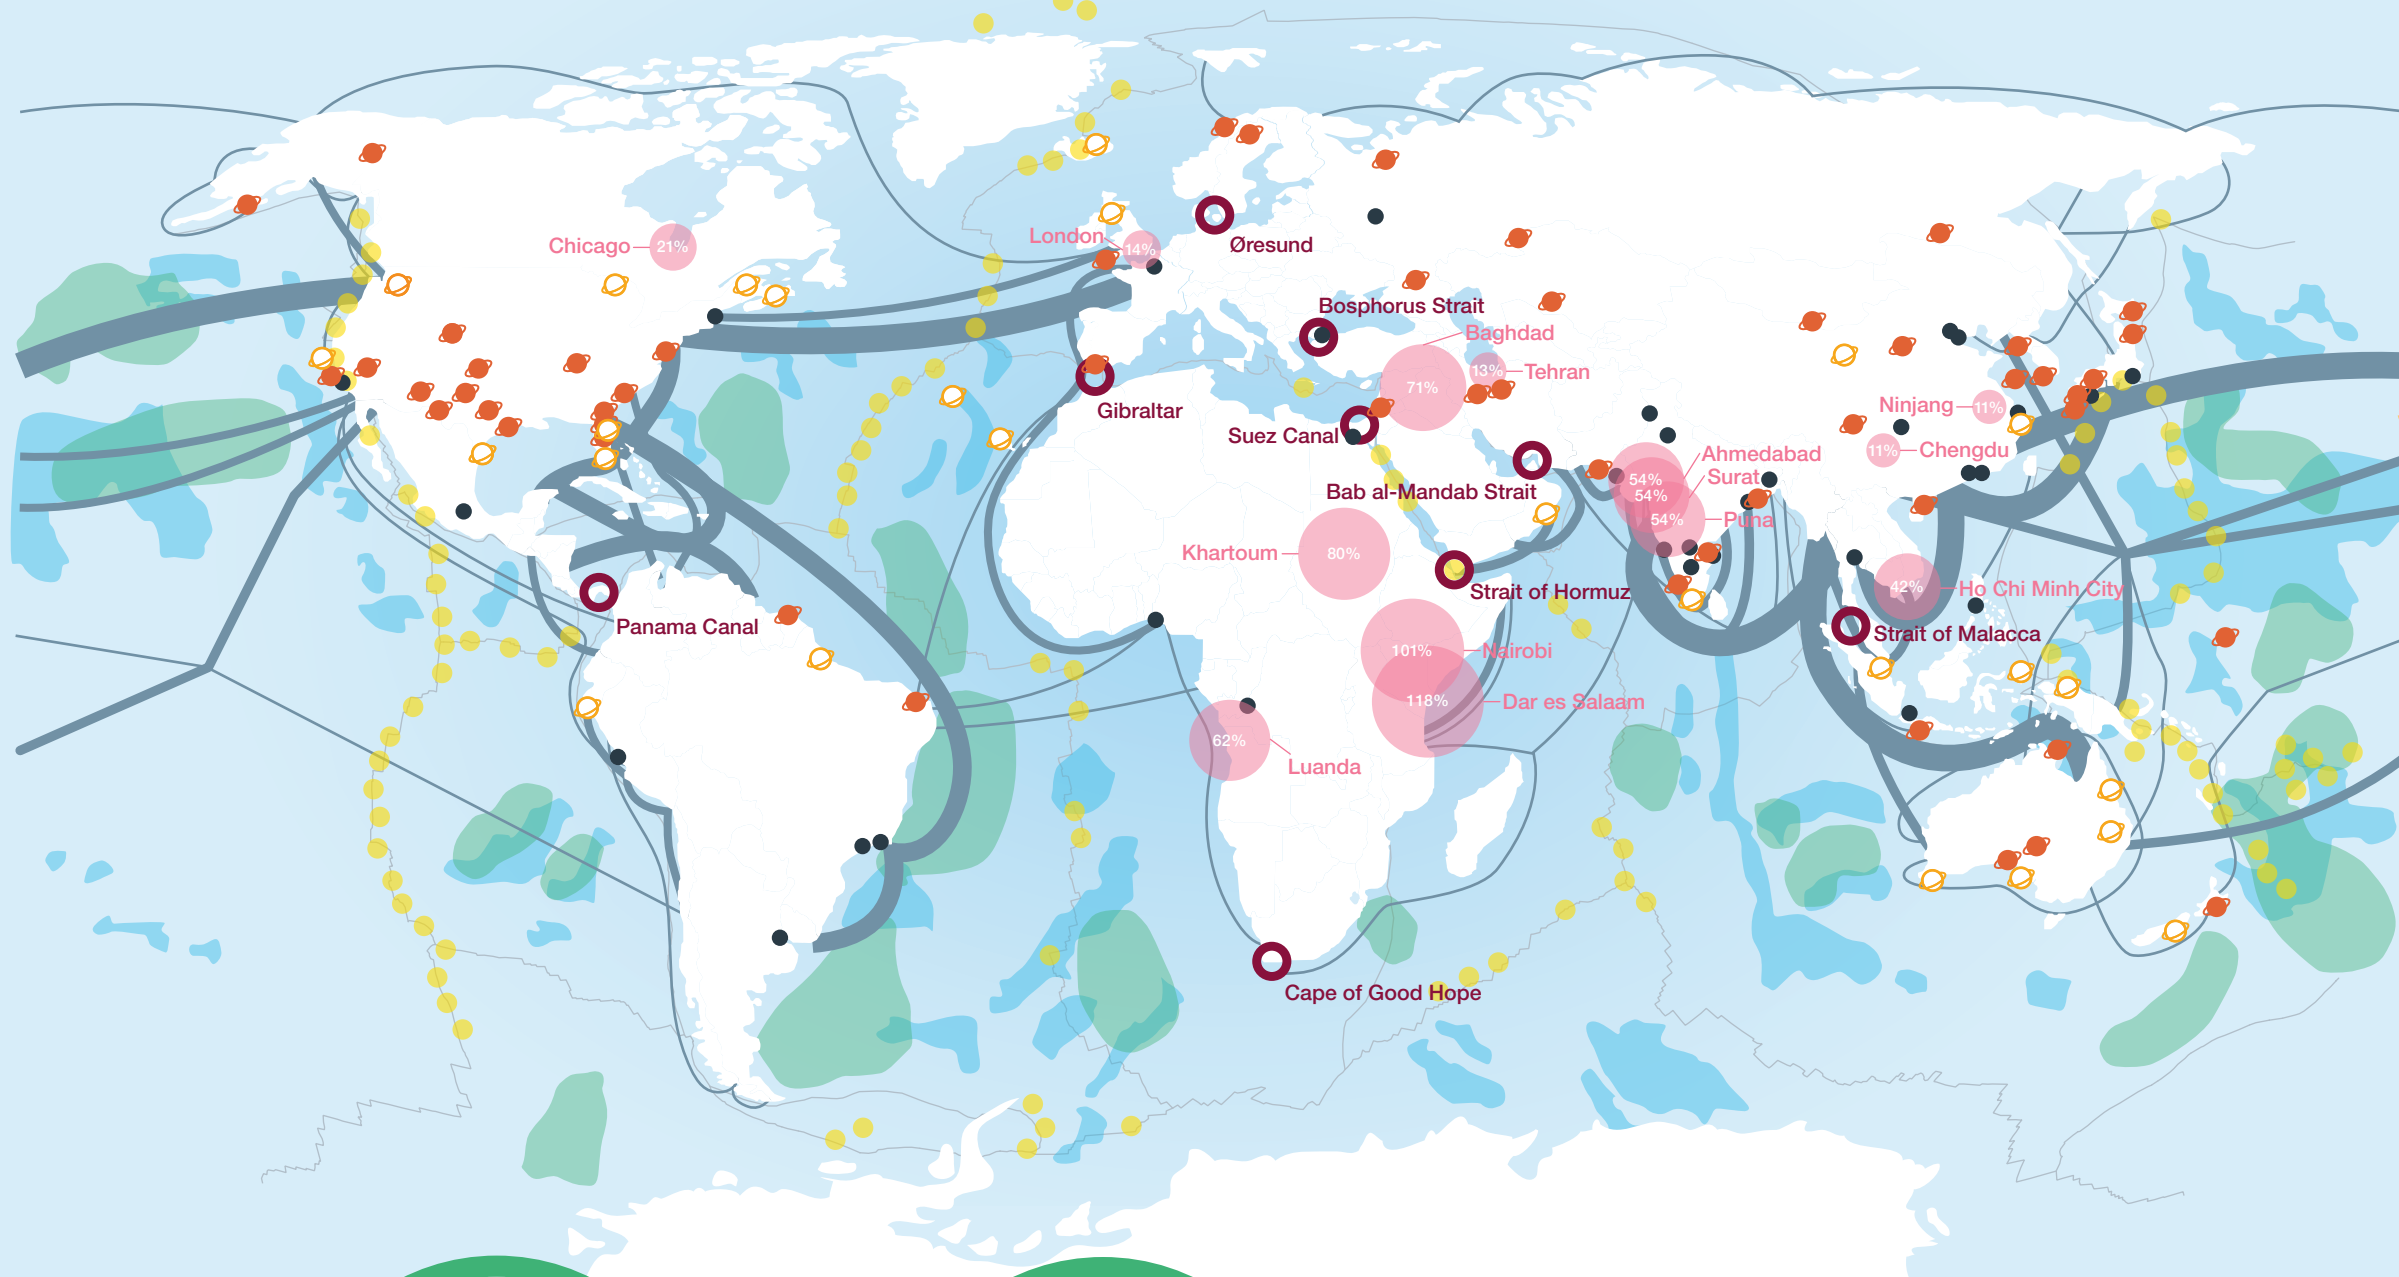 Chicago
21%
London
14%
Øresund
Bosphorus Strait
Baghdad
71%
13%
Tehran
Gibraltar
Suez Canal
Ninjang
11%
11%
Chengdu
Ahmedabad
54%
Surat
54%
Puna
54%
Bab al-Mandab Strait
Khartoum
80%
Strait of Hormuz
42%
Ho Chi Minh City
Panama Canal
Strait of Malacca
101%
Nairobi
118%
Dar es Salaam
62%
Luanda
Cape of Good Hope